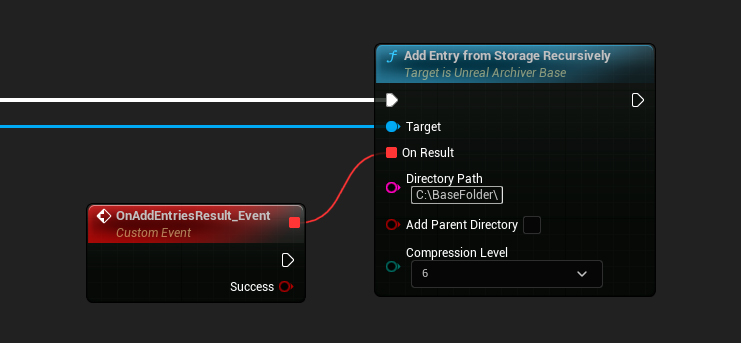 Add Entry from Storage Recursively
Target is Unreal Archiver Base
Target
On Result
Directory Path
C:\BaseFolder\
Add Parent Directory
Compression Level
6
OnAddEntriesResult_Event
Custom Event
Success